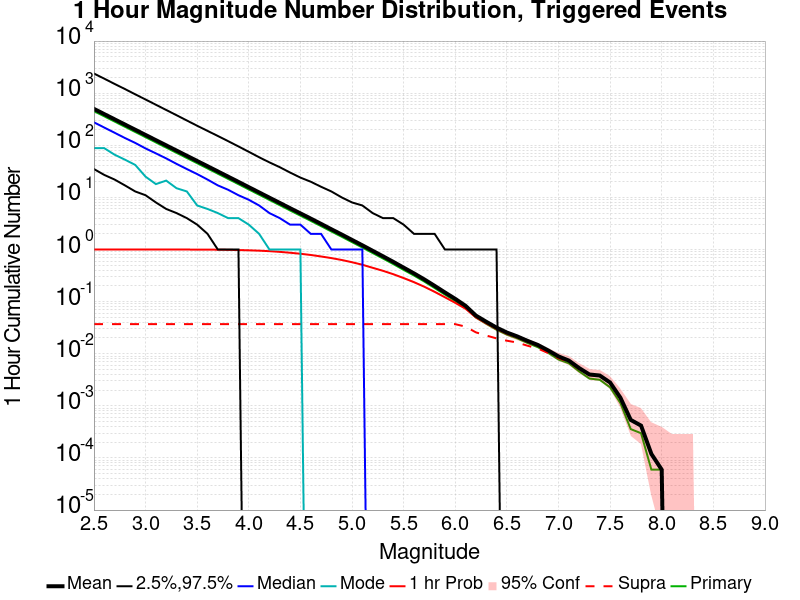 1 Hour Magnitude Number Distribution, Triggered Events
1 Hour Cumulative Number
10^4
10^3
10^2
10^1
10^0
10^-1
10^-2
10^-3
10^-4
10^-5
2.5 3.0 3.5 4.0 4.5 5.0 5.5 6.0 6.5 7.0 7.5 8.0 8.5 9.0
Magnitude
Mean 2.5%,97.5% Median Mode 1 hr Prob 95% Conf Supra Primary